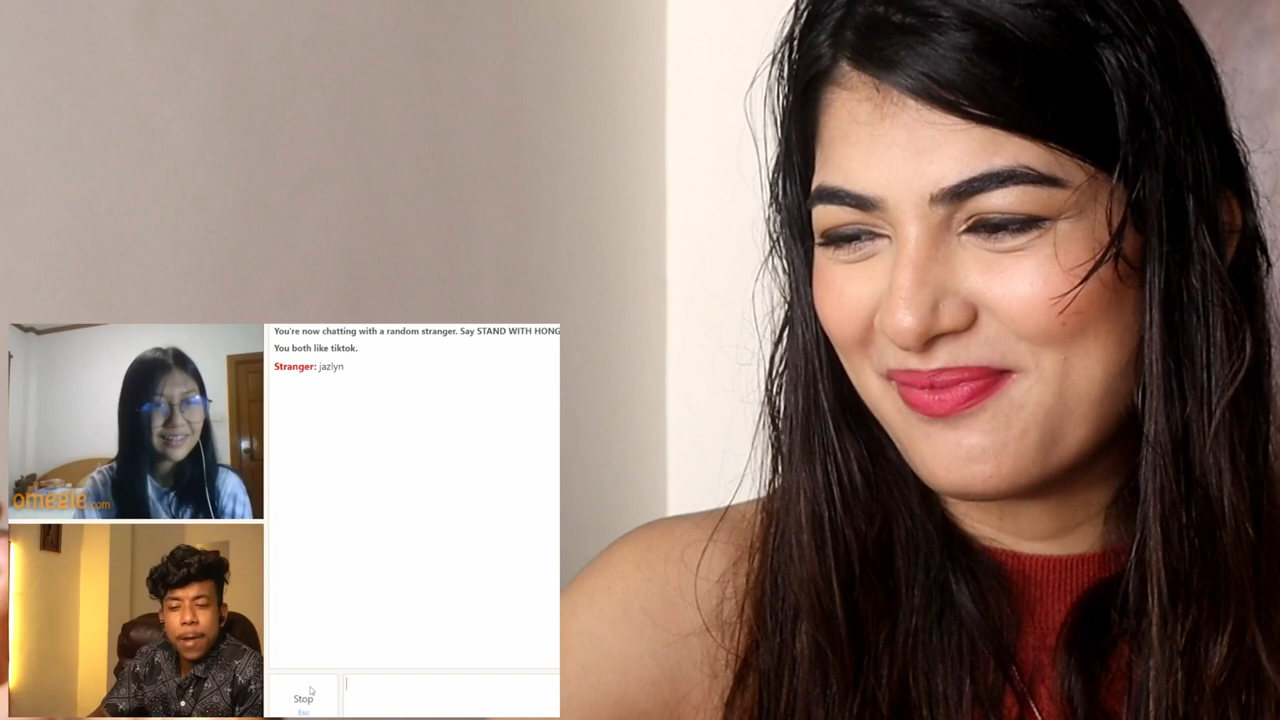 You're now chatting with a random stranger. Say STAND WITH HONG
You both like tiktok.
Stranger: jazlyn
omegle.com
Stop
Esc